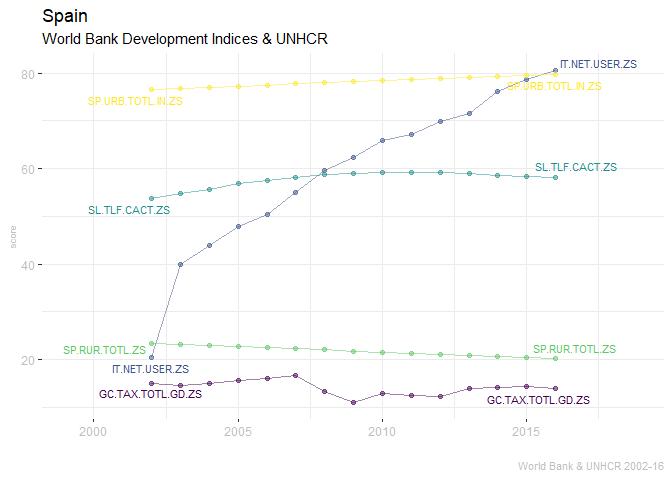 Spain
World Bank Development Indices & UNHCR
IT.NET.USER.ZS
80
SP.URB.TOTL.IN.ZS
SP.URB.TOTL.IN.ZS
SL.TLF.CACT.ZS
60
SL.TLF.CACT.ZS
score
40
SP.RUR.TOTL.ZS
SP.RUR.TOTL.ZS
20
IT.NET.USER.ZS
GC.TAX.TOTL.GD.ZS
GC.TAX.TOTL.GD.ZS
2000
2005
2010
2015
World Bank & UNHCR 2002-16